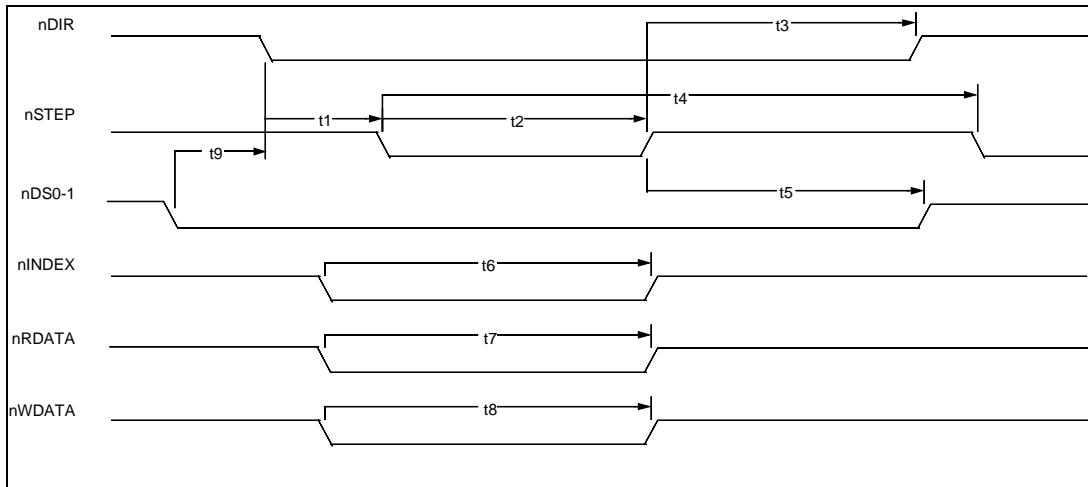 nDIR
t3
t4
nSTEP
t1
t2
t9
t5
nDS0-1
nINDEX
t6
nRDATA
t7
nWDATA
t8